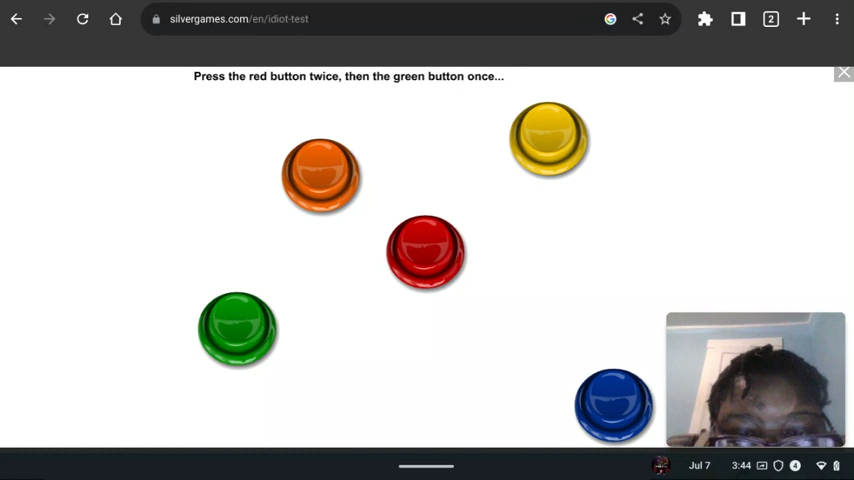 silvergames.com/en/idiot-test
2
Press the red button twice, then the green button once...
Jul 7
3:44
4